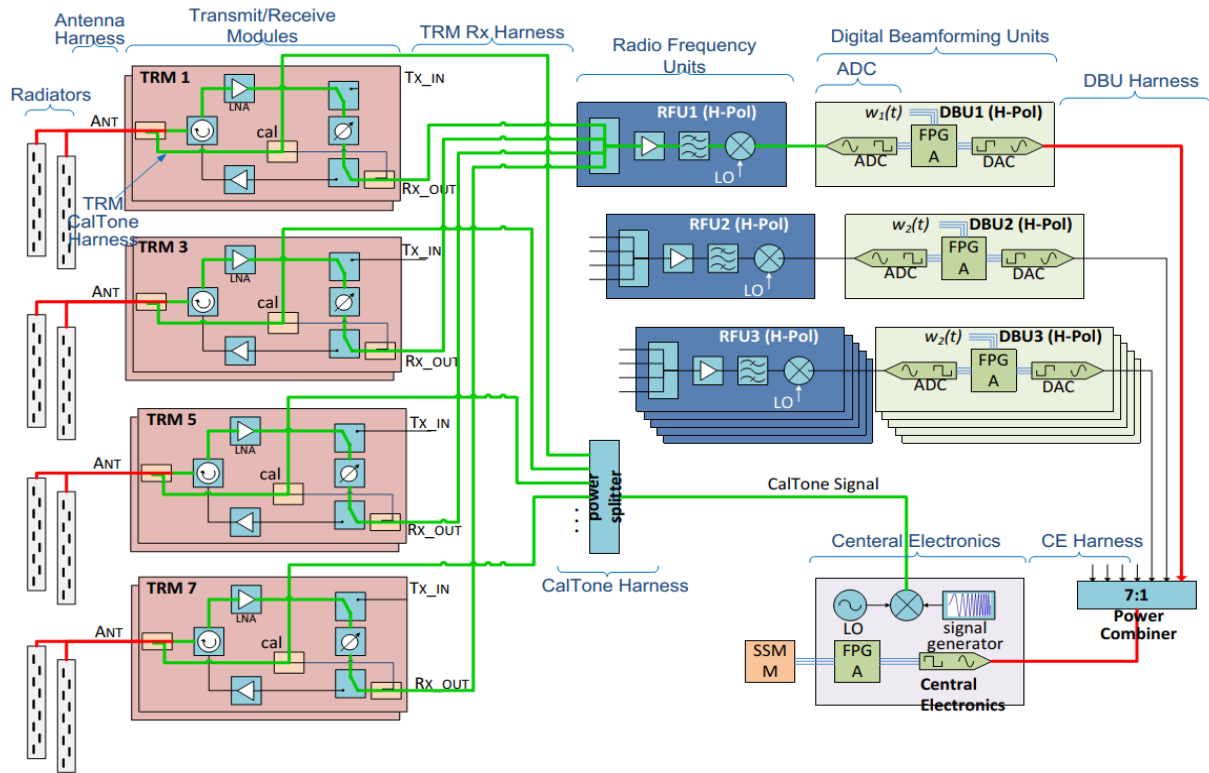 Antenna
Harness
Transmit/Receive
Modules
TRM Rx Harness
Radio Frequency
Units
Digital Beamforming Units
ADC
DBU Harness
Radiators
TRM 1
Tx_IN
LNA
ANT
cal
Rx_OUT
TRM
CalTone
Harness
RFU1 (H-Pol)
LO
w1(t)
DBU1 (H-Pol)
FPG
A
ADC
DAC
RFU2 (H-Pol)
LO
w2(t)
DBU2 (H-Pol)
FPG
A
ADC
DAC
TRM 3
Tx_IN
LNA
ANT
cal
Rx_OUT
RFU3 (H-Pol)
LO
w2(t)
DBU3 (H-Pol)
FPG
A
ADC
DAC
TRM 5
Tx_IN
LNA
ANT
cal
Rx_OUT
power
splitter
. . .
CalTone Signal
CalTone Harness
Centeral Electronics
CE Harness
TRM 7
Tx_IN
LNA
ANT
cal
Rx_OUT
LO
signal
generator
SSM
M
FPG
A
Central
Electronics
7:1
Power
Combiner